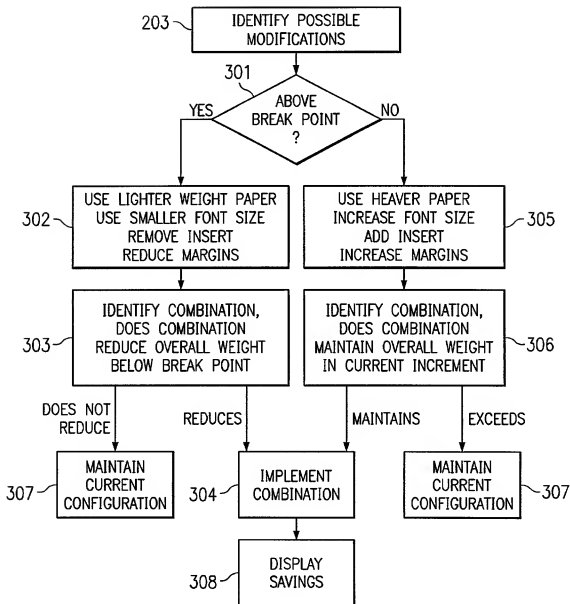 203
IDENTIFY POSSIBLE
MODIFICATIONS
301
YES
ABOVE
BREAK POINT
?
NO
302
USE LIGHTER WEIGHT PAPER
USE SMALLER FONT SIZE
REMOVE INSERT
REDUCE MARGINS
USE HEAVER PAPER
INCREASE FONT SIZE
ADD INSERT
INCREASE MARGINS
305
303
IDENTIFY COMBINATION,
DOES COMBINATION
REDUCE OVERALL WEIGHT
BELOW BREAK POINT
IDENTIFY COMBINATION,
DOES COMBINATION
MAINTAIN OVERALL WEIGHT
IN CURRENT INCREMENT
306
DOES NOT
REDUCE
REDUCES
MAINTAINS
EXCEEDS
307
MAINTAIN
CURRENT
CONFIGURATION
304
IMPLEMENT
COMBINATION
MAINTAIN
CURRENT
CONFIGURATION
307
308
DISPLAY
SAVINGS